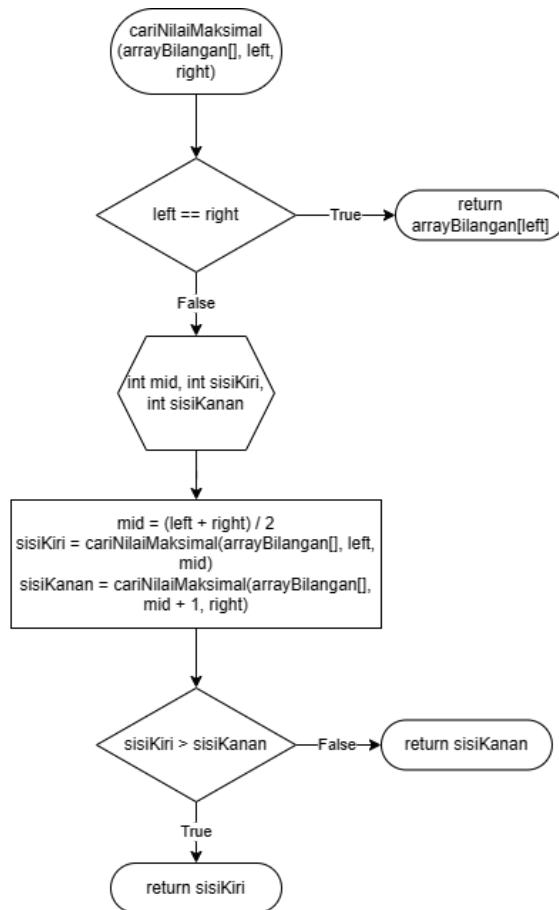 cariNilaiMaksimal
(arrayBilangan[], left,
right)
left == right
True
return
arrayBilangan[left]
False
int mid, int sisiKiri,
int sisiKanan
mid = (left + right) / 2
sisiKiri = cariNilaiMaksimal(arrayBilangan[], left,
mid)
sisiKanan = cariNilaiMaksimal(arrayBilangan[],
mid + 1, right)
sisiKiri > sisiKanan
False
return sisiKanan
True
return sisiKiri